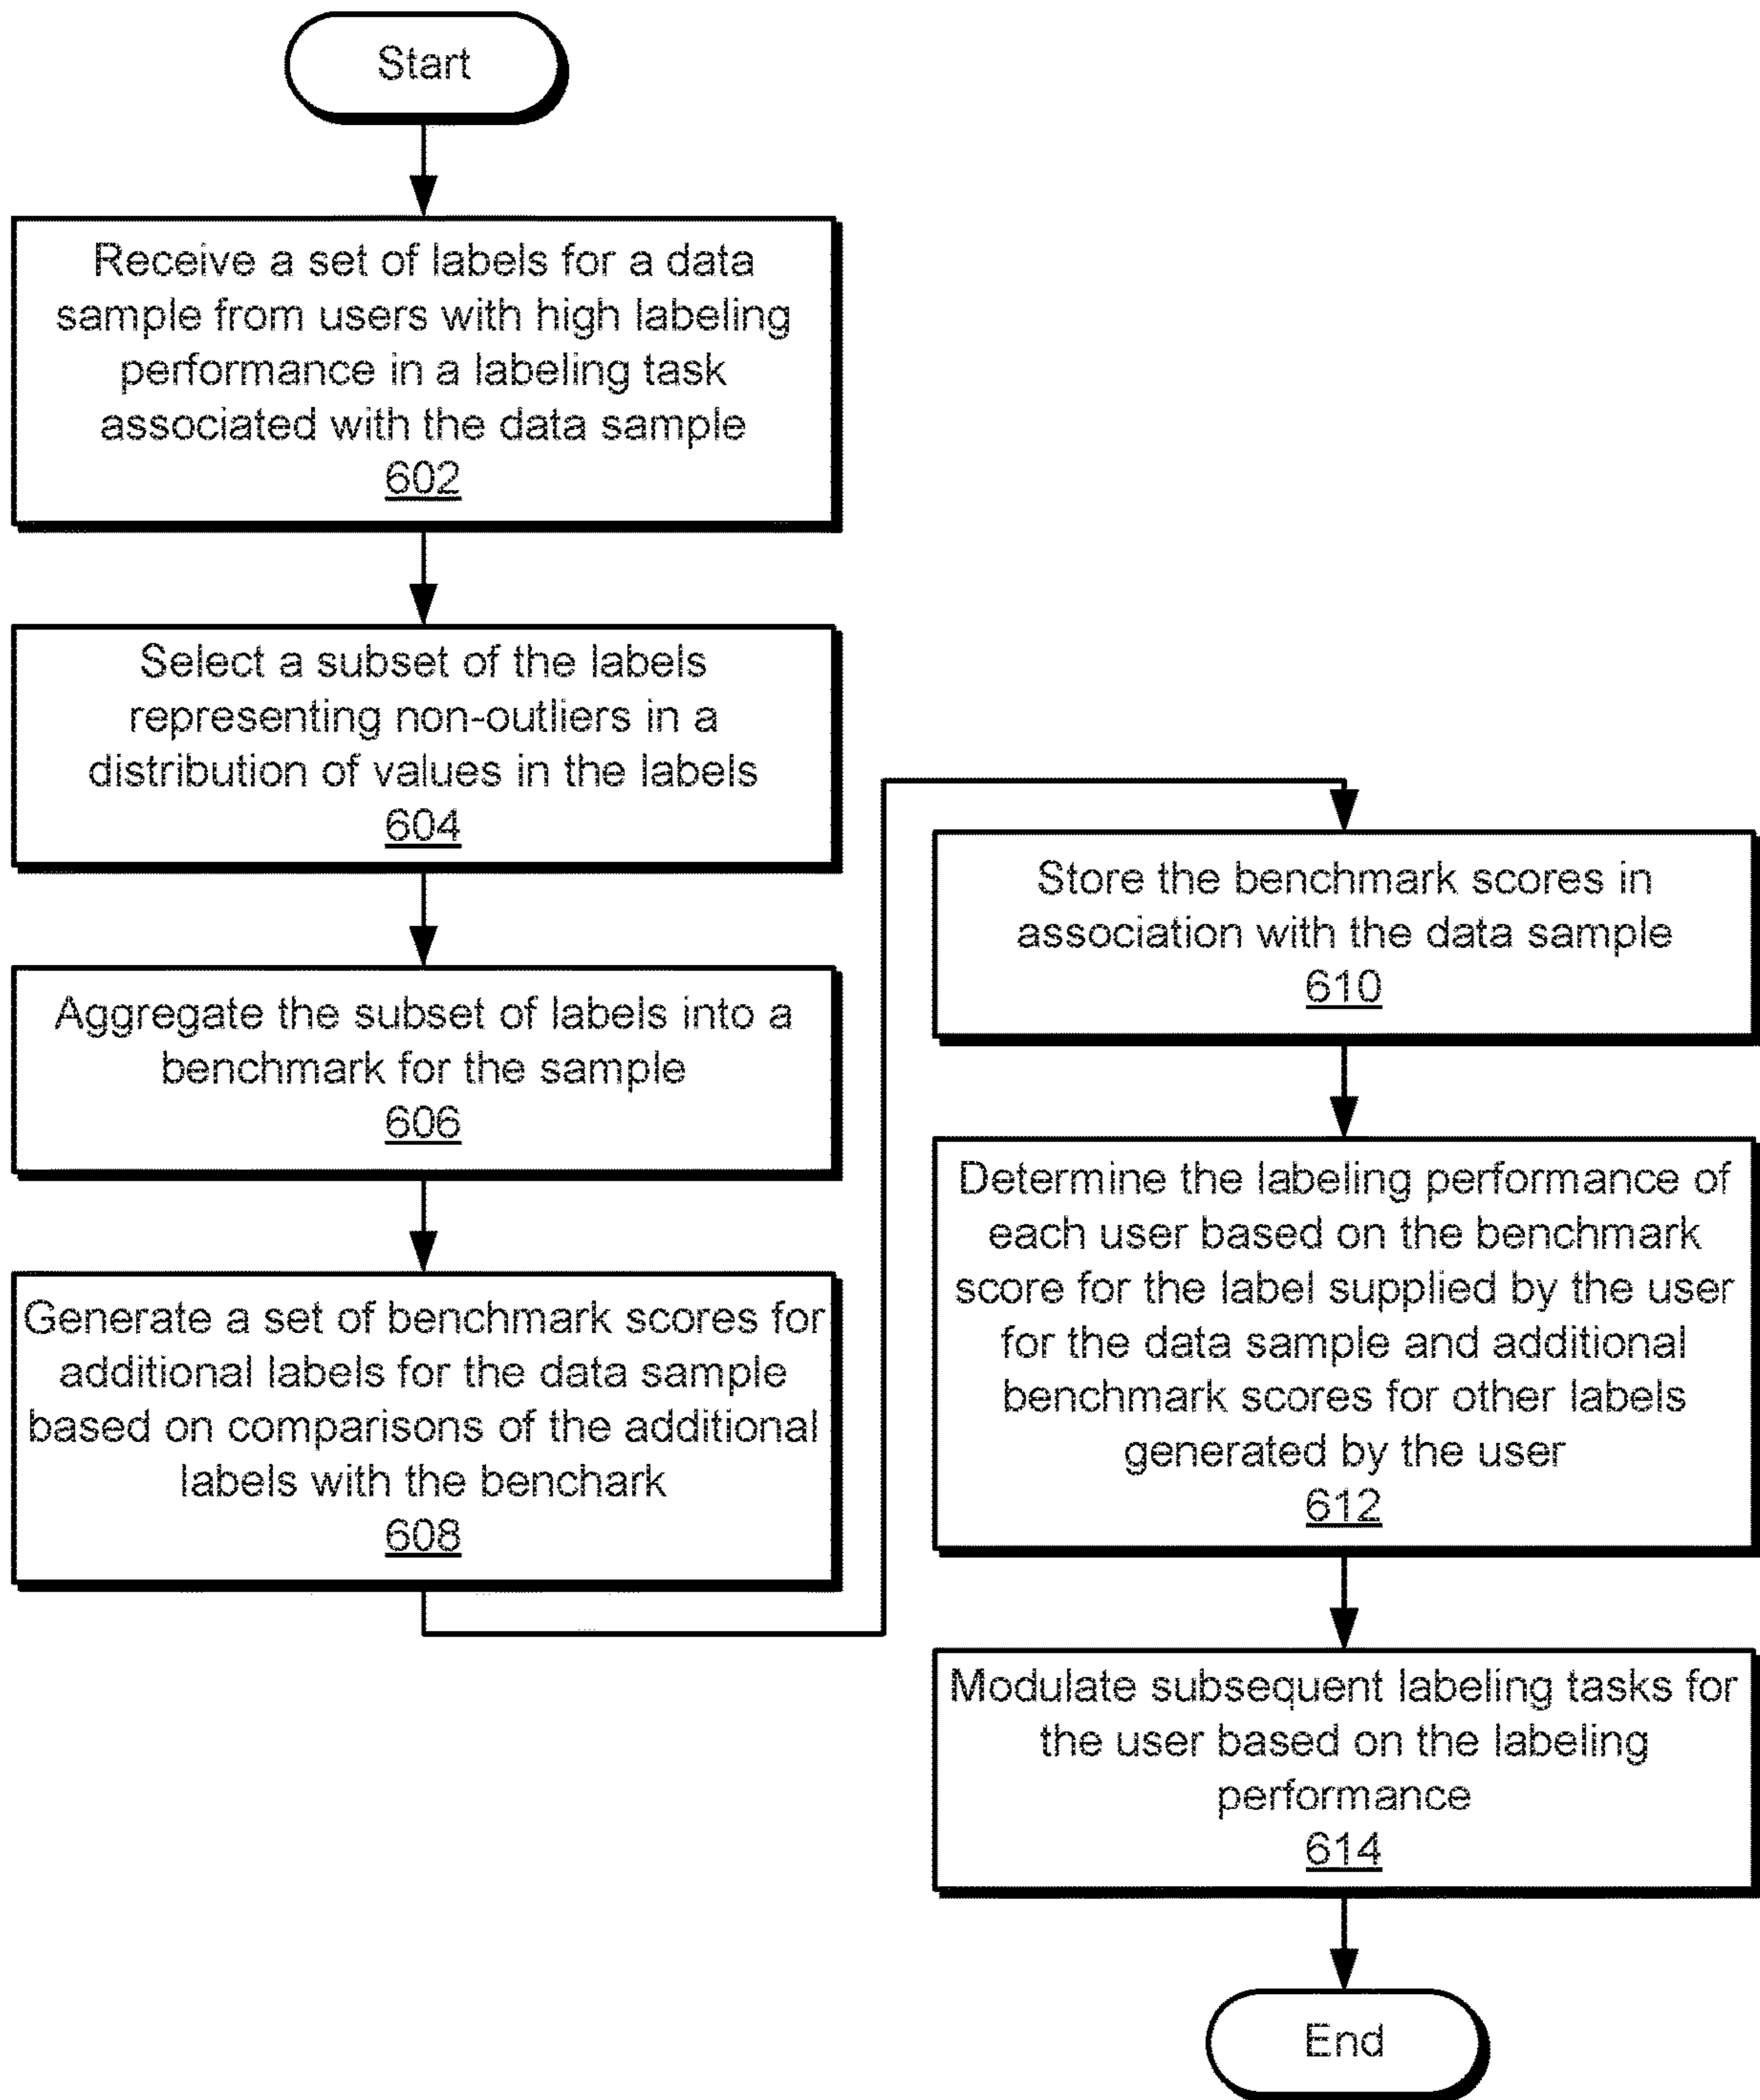 Start
Receive a set of labels for a data
sample from users with high labeling
performance in a labeling task
associated with the data sample
602
Select a subset of the labels
representing non-outliers in a
distribution of values in the labels
604
Aggregate the subset of labels into a
benchmark for the sample
606
Generate a set of benchmark scores for
additional labels for the data sample
based on comparisons of the additional
labels with the benchark
608
Store the benchmark scores in
association with the data sample
610
Determine the labeling performance of
each user based on the benchmark
score for the label supplied by the user
for the data sample and additional
benchmark scores for other labels
generated by the user
612
Modulate subsequent labeling tasks for
the user based on the labeling
performance
614
End